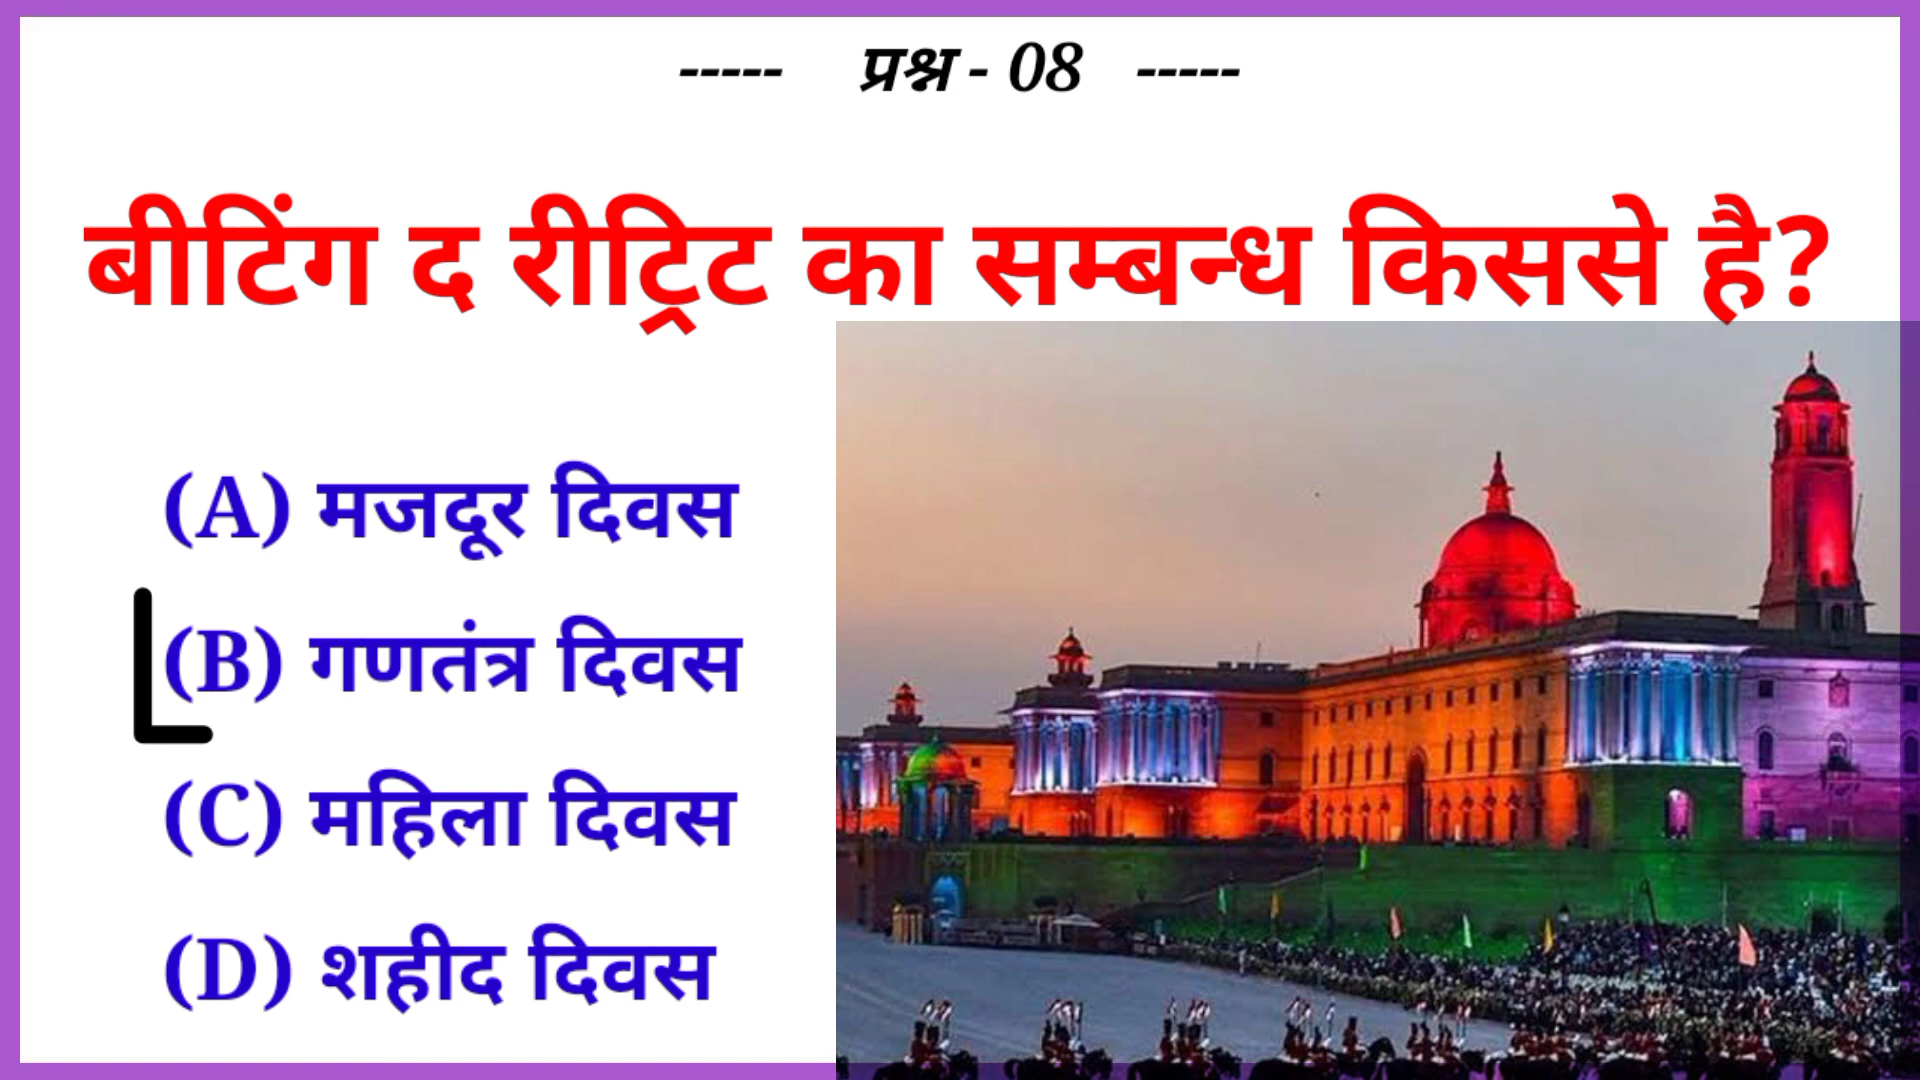 ----- प्रश्न - 08 -----
बीटिंग द रीट्रिट का सम्बन्ध किससे है?
(A) मजदूर दिवस
(B) गणतंत्र दिवस
(C) महिला दिवस
(D) शहीद दिवस